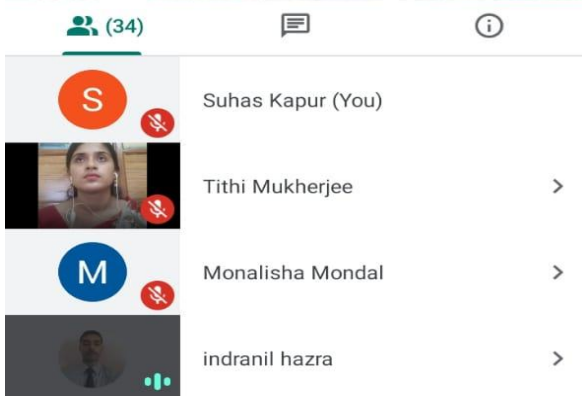 (34)
S
Suhas Kapur (You)
Tithi Mukherjee
M
Monalisha Mondal
indranil hazra